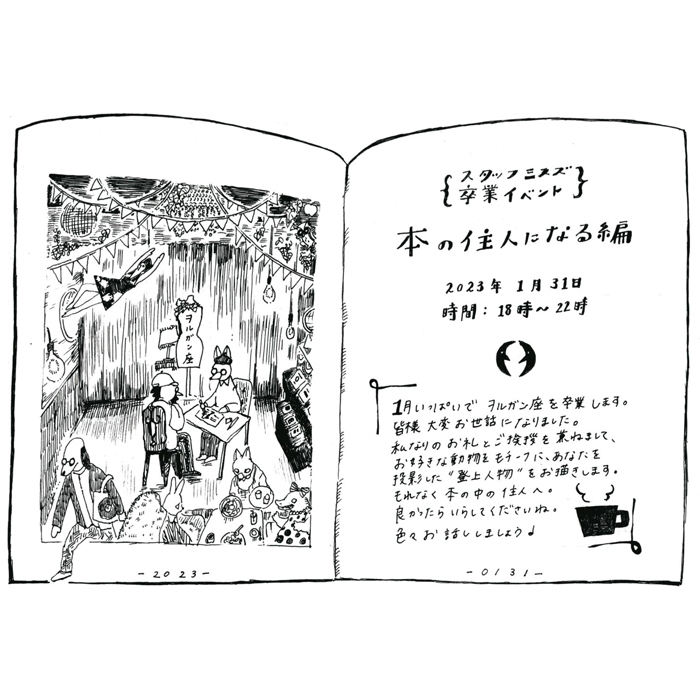 ヲルガン座
-2023-
{スタッフミスズ
卒業イベント}
本の住人になる編
2023年 1月31日
時間：18時〜22時
1月いっぱいで ヲルガン座を卒業します。
皆様 大変お世話になりました。
私なりのお礼とご挨拶を兼ねまして、
お好きな動物をモチーフに、あなたを
投影した“登上人物”をお描きします。
もれなく 本の中の住人へ。
良かったらいらしてくださいね。
色々お話ししましょう♩
-0131-